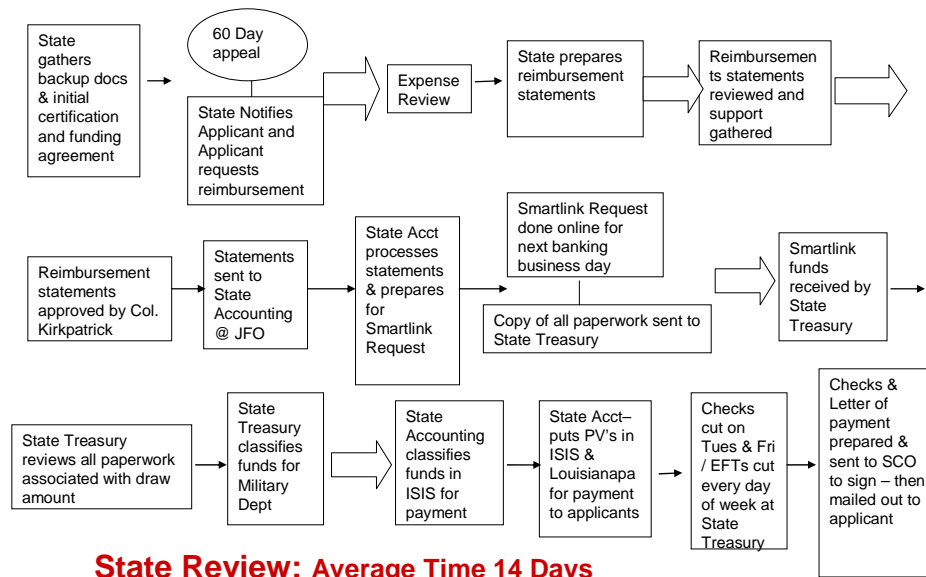 State
gathers
backup docs
& initial
certification
and funding
agreement
60 Day
appeal
State Notifies
Applicant and
Applicant
requests
reimbursement
Expense
Review
State prepares
reimbursement
statements
Reimburseme
nts statements
reviewed and
support
gathered
Reimbursement
statements
approved by Col.
Kirkpatrick
Statements
sent to
State
Accounting
@ JFO
State Acct
processes
statements
& prepares
for
Smartlink
Request
Smartlink Request
done online for
next banking
business day
Copy of all paperwork sent to
State Treasury
Smartlink
funds
received by
State
Treasury
State Treasury
reviews all paperwork
associated with draw
amount
State
Treasury
classifies
funds for
Military
Dept
State
Accounting
classifies
funds in
ISIS for
payment
State Acct–
puts PV's in
ISIS &
Louisianapa
for payment
to applicants
Checks
cut on
Tues & Fri
/ EFTs cut
every day
of week at
State
Treasury
Checks &
Letter of
payment
prepared &
sent to SCO
to sign – then
mailed out to
applicant
State Review: Average Time 14 Days